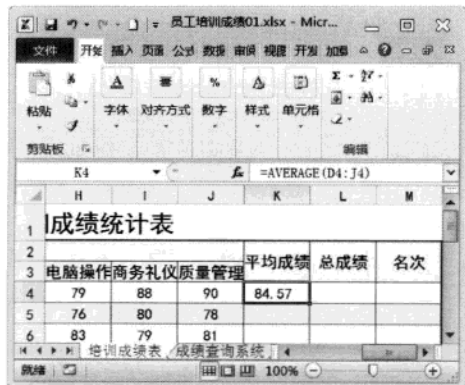 员工培训成绩01.xlsx - Micr...
文件 开始 插入 页面 公式 数据 审阅 视图 开发 加载
粘贴 字体 对齐方式 数字 样式 单元格
剪贴板 编辑
K4 fx =AVERAGE(D4:J4)
H I J K L M
1 成绩统计表
2 平均成绩 总成绩 名次
3 电脑操作 商务礼仪 质量管理
4 79 88 90 84.57
5 76 80 78
6 83 79 81
培训成绩表 成绩查询系统
就绪 100%